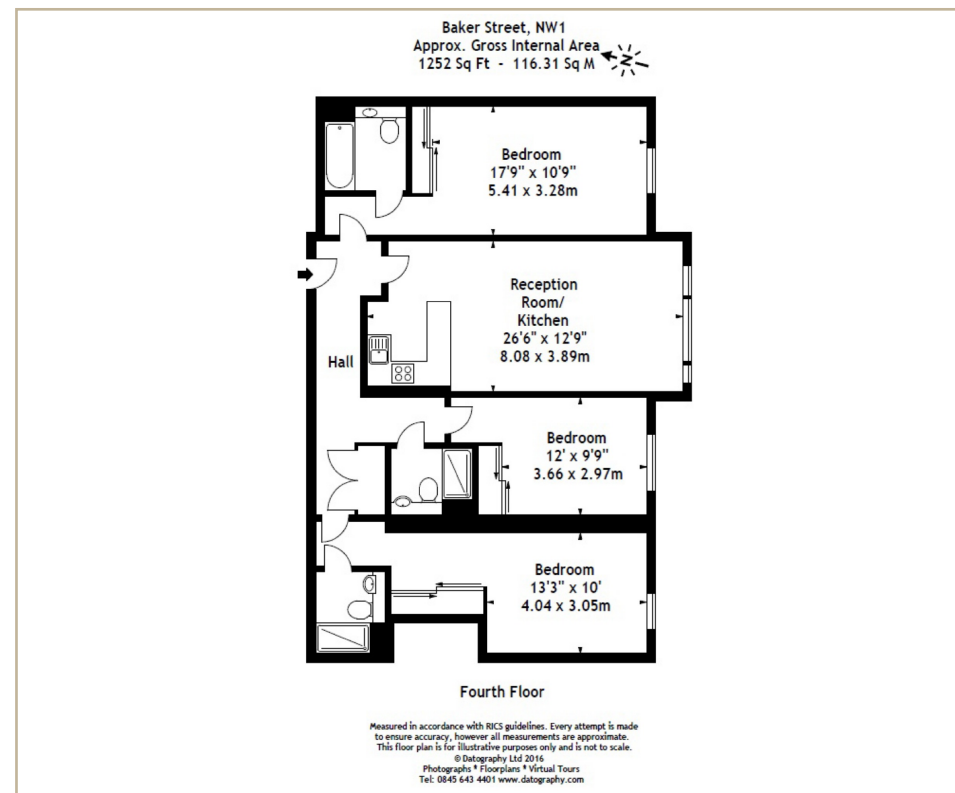 Baker Street, NW1
Approx. Gross Internal Area
1252 Sq Ft - 116.31 Sq M
N
Bedroom
17'9" x 10'9"
5.41 x 3.28m
Reception
Room/
Kitchen
26'6" x 12'9"
8.08 x 3.89m
Hall
Bedroom
12' x 9'9"
3.66 x 2.97m
Bedroom
13'3" x 10'
4.04 x 3.05m
Fourth Floor
Measured in accordance with RICS guidelines. Every attempt is made
to ensure accuracy, however all measurements are approximate.
This floor plan is for illustrative purposes only and is not to scale.
© Datography Ltd 2016
Photographs * Floorplans * Virtual Tours
Tel: 0845 643 4401 www.datography.com